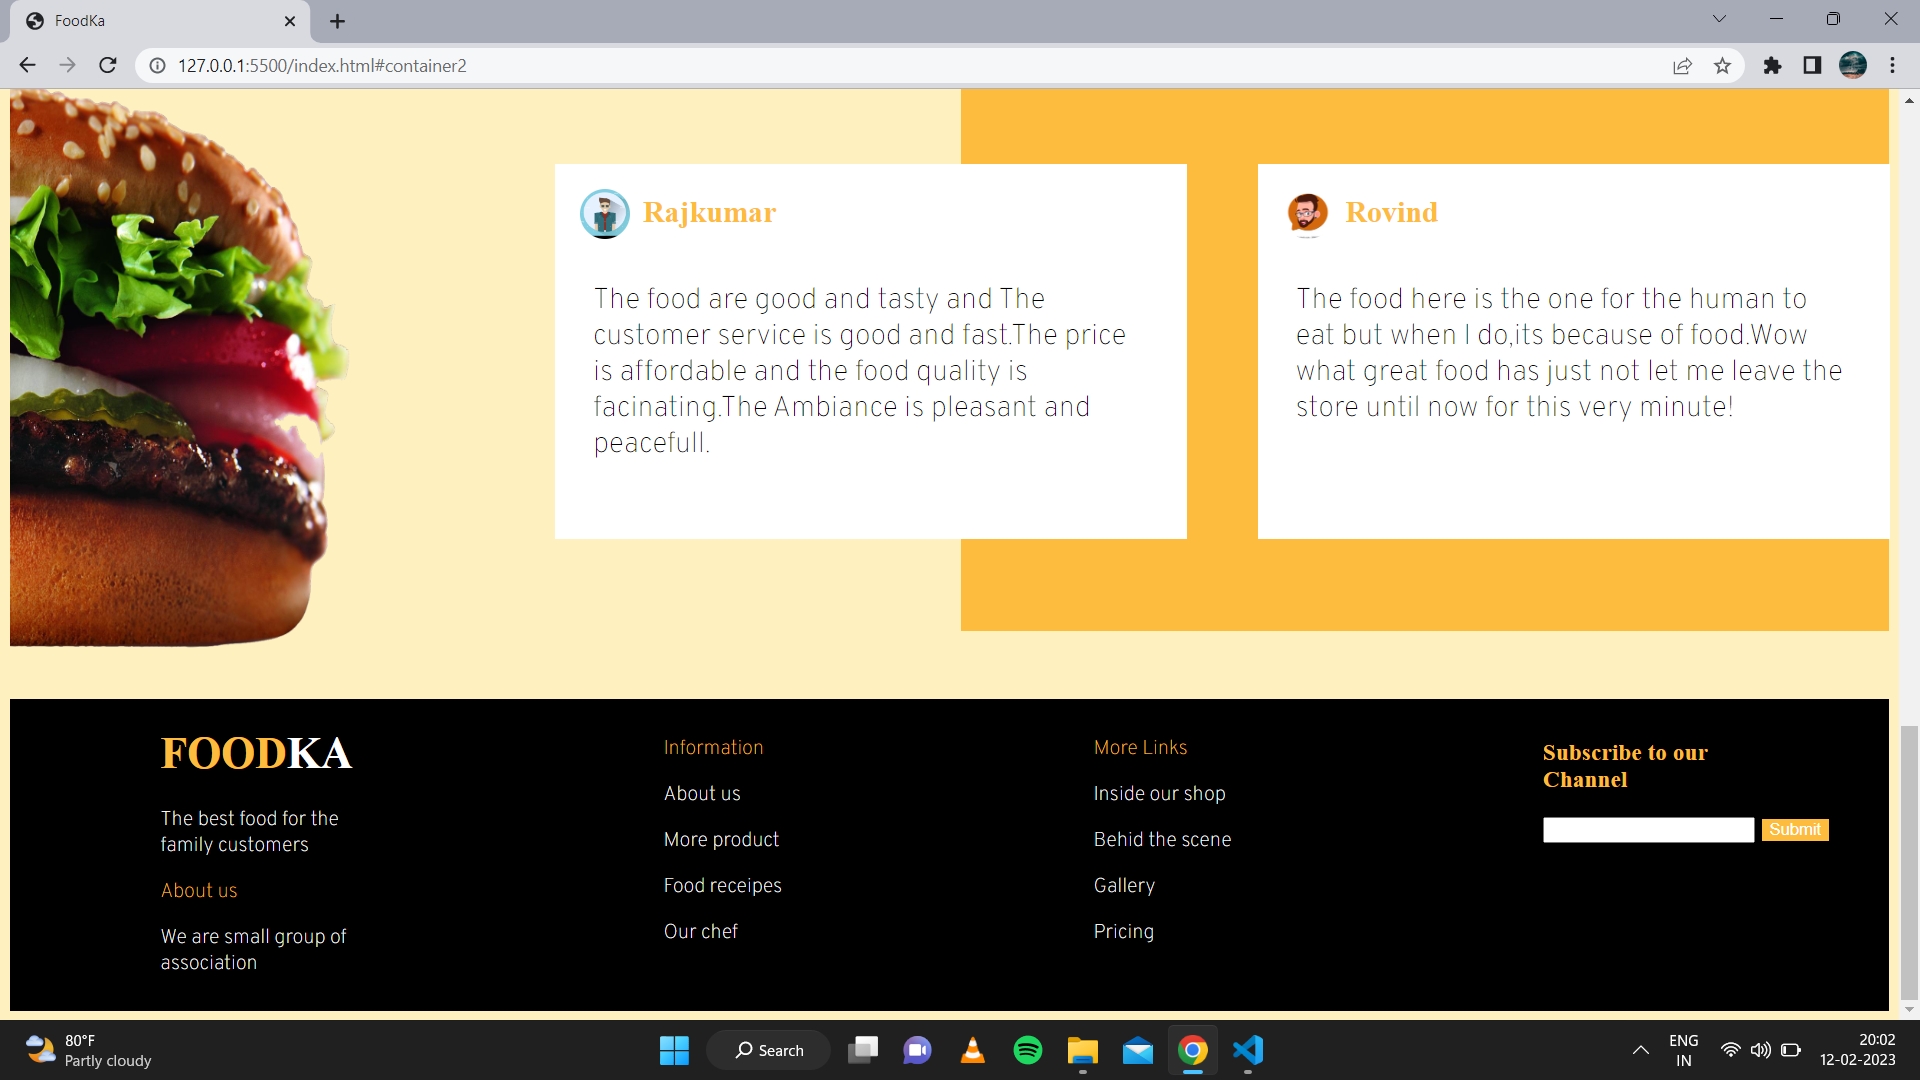 FoodKa
127.0.0.1:5500/index.html#container2
Rajkumar
The food are good and tasty and The
customer service is good and fast.The price
is affordable and the food quality is
facinating.The Ambiance is pleasant and
peacefull.
Rovind
The food here is the one for the human to
eat but when I do,its because of food.Wow
what great food has just not let me leave the
store until now for this very minute!
FOODKA
The best food for the
family customers
About us
We are small group of
association
Information
About us
More product
Food receipes
Our chef
More Links
Inside our shop
Behid the scene
Gallery
Pricing
Subscribe to our
Channel
Submit
80°F
Partly cloudy
Search
ENG
IN
20:02
12-02-2023